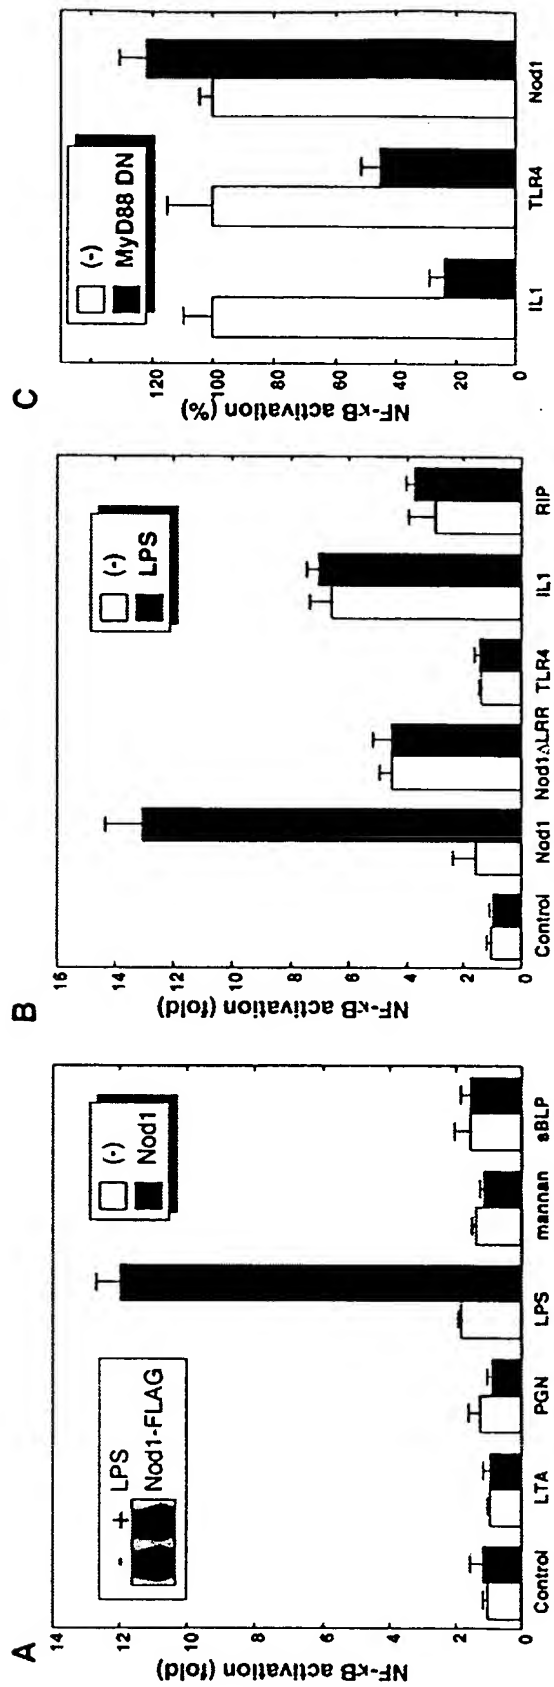 A
NF-κB activation (fold)
14
12
10
8
6
4
2
0
- + LPS
Nod1-FLAG
(-)
Nod1
Control LTA PGN LPS mannan sBLP
B
NF-κB activation (fold)
16
14
12
10
8
6
4
2
0
(-)
LPS
Control Nod1 Nod1ΔLRR TLR4 IL1 RIP
C
NF-κB activation (%)
120
100
80
60
40
20
0
(-)
MyD88 DN
IL1 TLR4 Nod1